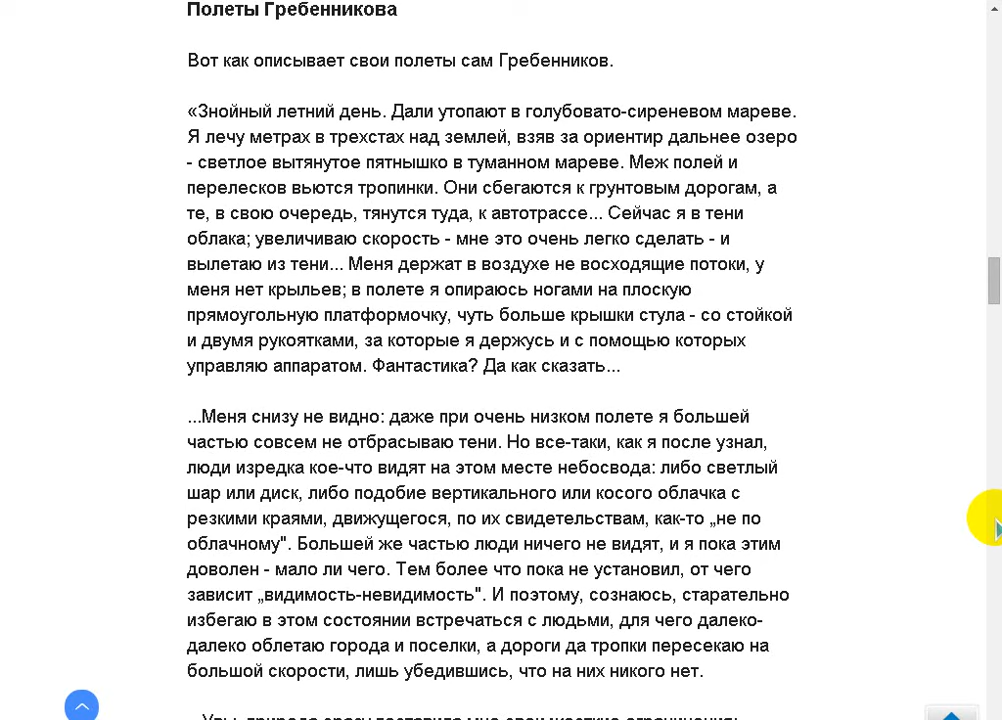 Полеты Гребенникова
Вот как описывает свои полеты сам Гребенников.
«Знойный летний день. Дали утопают в голубовато-сиреневом мареве.
Я лечу метрах в трехстах над землей, взяв за ориентир дальнее озеро
- светлое вытянутое пятнышко в туманном мареве. Меж полей и
перелесков вьются тропинки. Они сбегаются к грунтовым дорогам, а
те, в свою очередь, тянутся туда, к автотрассе... Сейчас я в тени
облака; увеличиваю скорость - мне это очень легко сделать - и
вылетаю из тени... Меня держат в воздухе не восходящие потоки, у
меня нет крыльев; в полете я опираюсь ногами на плоскую
прямоугольную платформочку, чуть больше крышки стула - со стойкой
и двумя рукоятками, за которые я держусь и с помощью которых
управляю аппаратом. Фантастика? Да как сказать...
...Меня снизу не видно: даже при очень низком полете я большей
частью совсем не отбрасываю тени. Но все-таки, как я после узнал,
люди изредка кое-что видят на этом месте небосвода: либо светлый
шар или диск, либо подобие вертикального или косого облачка с
резкими краями, движущегося, по их свидетельствам, как-то „не по
облачному". Большей же частью люди ничего не видят, и я пока этим
доволен - мало ли чего. Тем более что пока не установил, от чего
зависит „видимость-невидимость". И поэтому, сознаюсь, старательно
избегаю в этом состоянии встречаться с людьми, для чего далеко-
далеко облетаю города и поселки, а дороги да тропки пересекаю на
большой скорости, лишь убедившись, что на них никого нет.